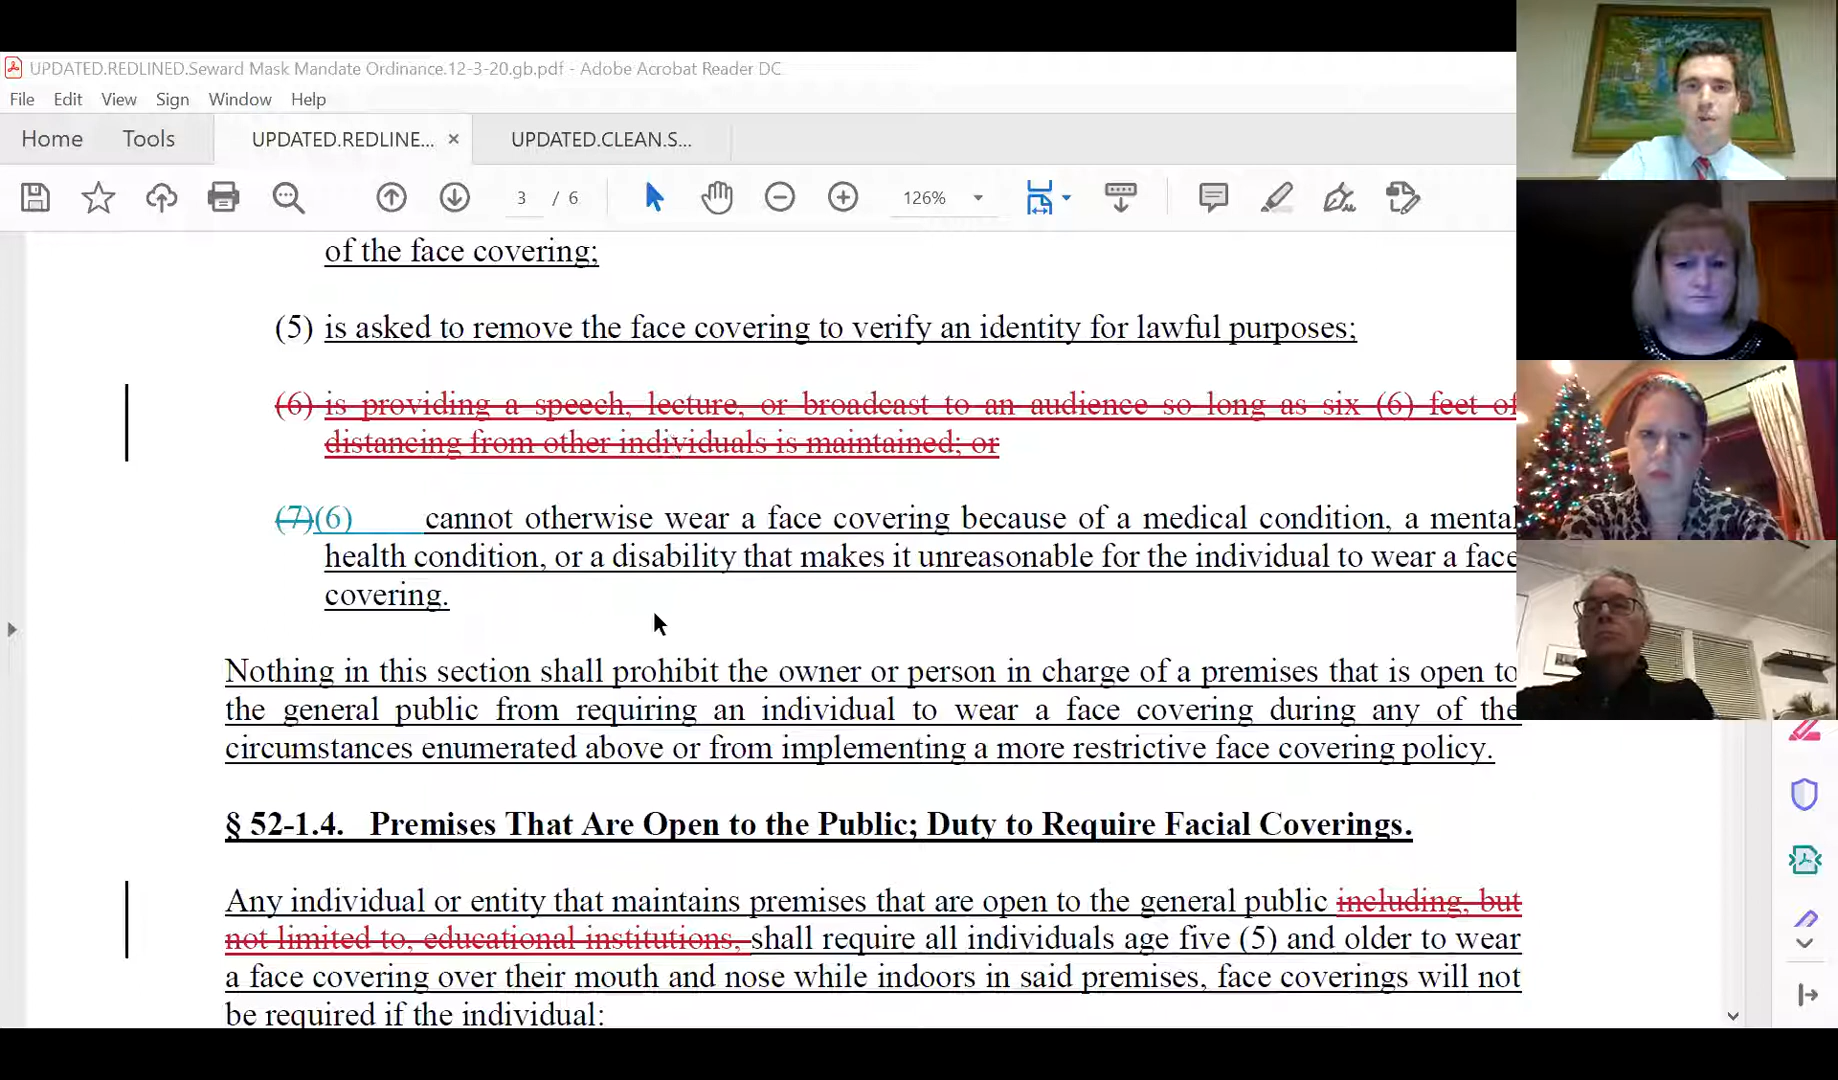 UPDATED.REDLINED.Seward Mask Mandate Ordinance.12-3-20.gb.pdf - Adobe Acrobat Reader DC
File Edit View Sign Window Help
Home Tools UPDATED.REDLINE... × UPDATED.CLEAN.S...
3 / 6 126%
of the face covering;
(5) is asked to remove the face covering to verify an identity for lawful purposes;
(6) is providing a speech, lecture, or broadcast to an audience so long as six (6) feet of
distancing from other individuals is maintained; or
(7)(6) cannot otherwise wear a face covering because of a medical condition, a mental
health condition, or a disability that makes it unreasonable for the individual to wear a face
covering.
Nothing in this section shall prohibit the owner or person in charge of a premises that is open to
the general public from requiring an individual to wear a face covering during any of the
circumstances enumerated above or from implementing a more restrictive face covering policy.
§ 52-1.4. Premises That Are Open to the Public; Duty to Require Facial Coverings.
Any individual or entity that maintains premises that are open to the general public including, but
not limited to, educational institutions, shall require all individuals age five (5) and older to wear
a face covering over their mouth and nose while indoors in said premises, face coverings will not
be required if the individual: